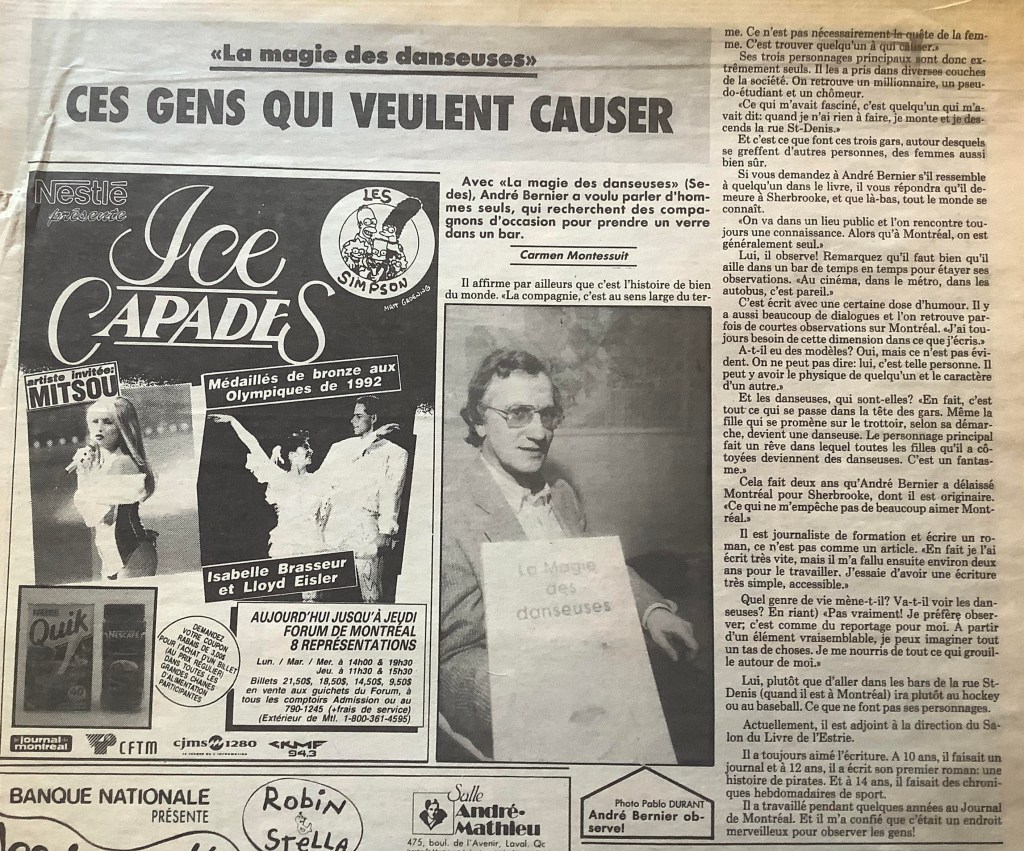 «La magie des danseuses»
CES GENS QUI VEULENT CAUSER
Nestlé
présente
Ice
CAPADES
LES
SIMPSON
MATT GROENING
artiste invitée:
MITSOU
Médaillés de bronze aux
Olympiques de 1992
Isabelle Brasseur
et Lloyd Eisler
Quik
NESCAFÉ
DEMANDEZ
VOTRE COUPON
RABAIS DE 3,00$
POUR L'ACHAT D'UN BILLET
(AU PRIX RÉGULIER)
DANS TOUTES LES
GRANDES CHAINES
D'ALIMENTATION
PARTICIPANTES
AUJOURD'HUI JUSQU'À JEUDI
FORUM DE MONTRÉAL
8 REPRÉSENTATIONS
Lun. / Mar. / Mer. à 14h00 & 19h30
Jeu. à 11h30 & 15h30
Billets 21,50$, 18,50$, 14,50$, 9,50$
en vente aux guichets du Forum, à
tous les comptoirs Admission ou au
790-1245 (+frais de service)
(Extérieur de Mtl. 1-800-361-4595)
le journal de
montréal
CFTM
cjms 1280
CKMF
94,3
Avec «La magie des danseuses» (Se-
des), André Bernier a voulu parler d'hom-
mes seuls, qui recherchent des compa-
gnons d'occasion pour prendre un verre
dans un bar.
Carmen Montessuit
Il affirme par ailleurs que c'est l'histoire de bien
du monde. «La compagnie, c'est au sens large du ter-
La Magie
des
danseuses
Photo Pablo DURANT
André Bernier ob-
serve!
me. Ce n'est pas nécessairement la quête de la fem-
me. C'est trouver quelqu'un à qui causer.»
Ses trois personnages principaux sont donc ex-
trêmement seuls. Il les a pris dans diverses couches
de la société. On retrouve un millionnaire, un pseu-
do-étudiant et un chômeur.
«Ce qui m'avait fasciné, c'est quelqu'un qui m'a-
vait dit: quand je n'ai rien à faire, je monte et je des-
cends la rue St-Denis.»
Et c'est ce que font ces trois gars, autour desquels
se greffent d'autres personnes, des femmes aussi
bien sûr.
Si vous demandez à André Bernier s'il ressemble
à quelqu'un dans le livre, il vous répondra qu'il de-
meure à Sherbrooke, et que là-bas, tout le monde se
connaît.
«On va dans un lieu public et l'on rencontre tou-
jours une connaissance. Alors qu'à Montréal, on est
généralement seul.»
Lui, il observe! Remarquez qu'il faut bien qu'il
aille dans un bar de temps en temps pour étayer ses
observations. «Au cinéma, dans le métro, dans les
autobus, c'est pareil.»
C'est écrit avec une certaine dose d'humour. Il y
a aussi beaucoup de dialogues et l'on retrouve par-
fois de courtes observations sur Montréal. «J'ai tou-
jours besoin de cette dimension dans ce que j'écris.»
A-t-il eu des modèles? Oui, mais ce n'est pas évi-
dent. On ne peut pas dire: lui, c'est telle personne. Il
peut y avoir le physique de quelqu'un et le caractère
d'un autre.»
Et les danseuses, qui sont-elles? «En fait, c'est
tout ce qui se passe dans la tête des gars. Même la
fille qui se promène sur le trottoir, selon sa démar-
che, devient une danseuse. Le personnage principal
fait un rêve dans lequel toutes les filles qu'il a cô-
toyées deviennent des danseuses. C'est un fantas-
me.»
Cela fait deux ans qu'André Bernier a délaissé
Montréal pour Sherbrooke, dont il est originaire.
«Ce qui ne m'empêche pas de beaucoup aimer Mont-
réal.»
Il est journaliste de formation et écrire un ro-
man, ce n'est pas comme un article. «En fait je l'ai
écrit très vite, mais il m'a fallu ensuite environ deux
ans pour le travailler. J'essaie d'avoir une écriture
très simple, accessible.»
Quel genre de vie mène-t-il? Va-t-il voir les dan-
seuses? En riant) «Pas vraiment! Je préfère obser-
ver; c'est comme du reportage pour moi. A partir
d'un élément vraisemblable, je peux imaginer tout
un tas de choses. Je me nourris de tout ce qui grouil-
le autour de moi.»
Lui, plutôt que d'aller dans les bars de la rue St-
Denis (quand il est à Montréal) ira plutôt au hockey
ou au baseball. Ce que ne font pas ses personnages.
Actuellement, il est adjoint à la direction du Sa-
lon du Livre de l'Estrie.
Il a toujours aimé l'écriture. A 10 ans, il faisait un
journal et à 12 ans, il a écrit son premier roman: une
histoire de pirates. Et à 14 ans, il faisait des chroni-
ques hebdomadaires de sport.
Il a travaillé pendant quelques années au Journal
de Montréal. Et il m'a confié que c'était un endroit
merveilleux pour observer les gens!
BANQUE NATIONALE
PRÉSENTE
Robin
STELLA
Salle
André-
Mathieu
475, boul. de l'Avenir, Laval, Qc